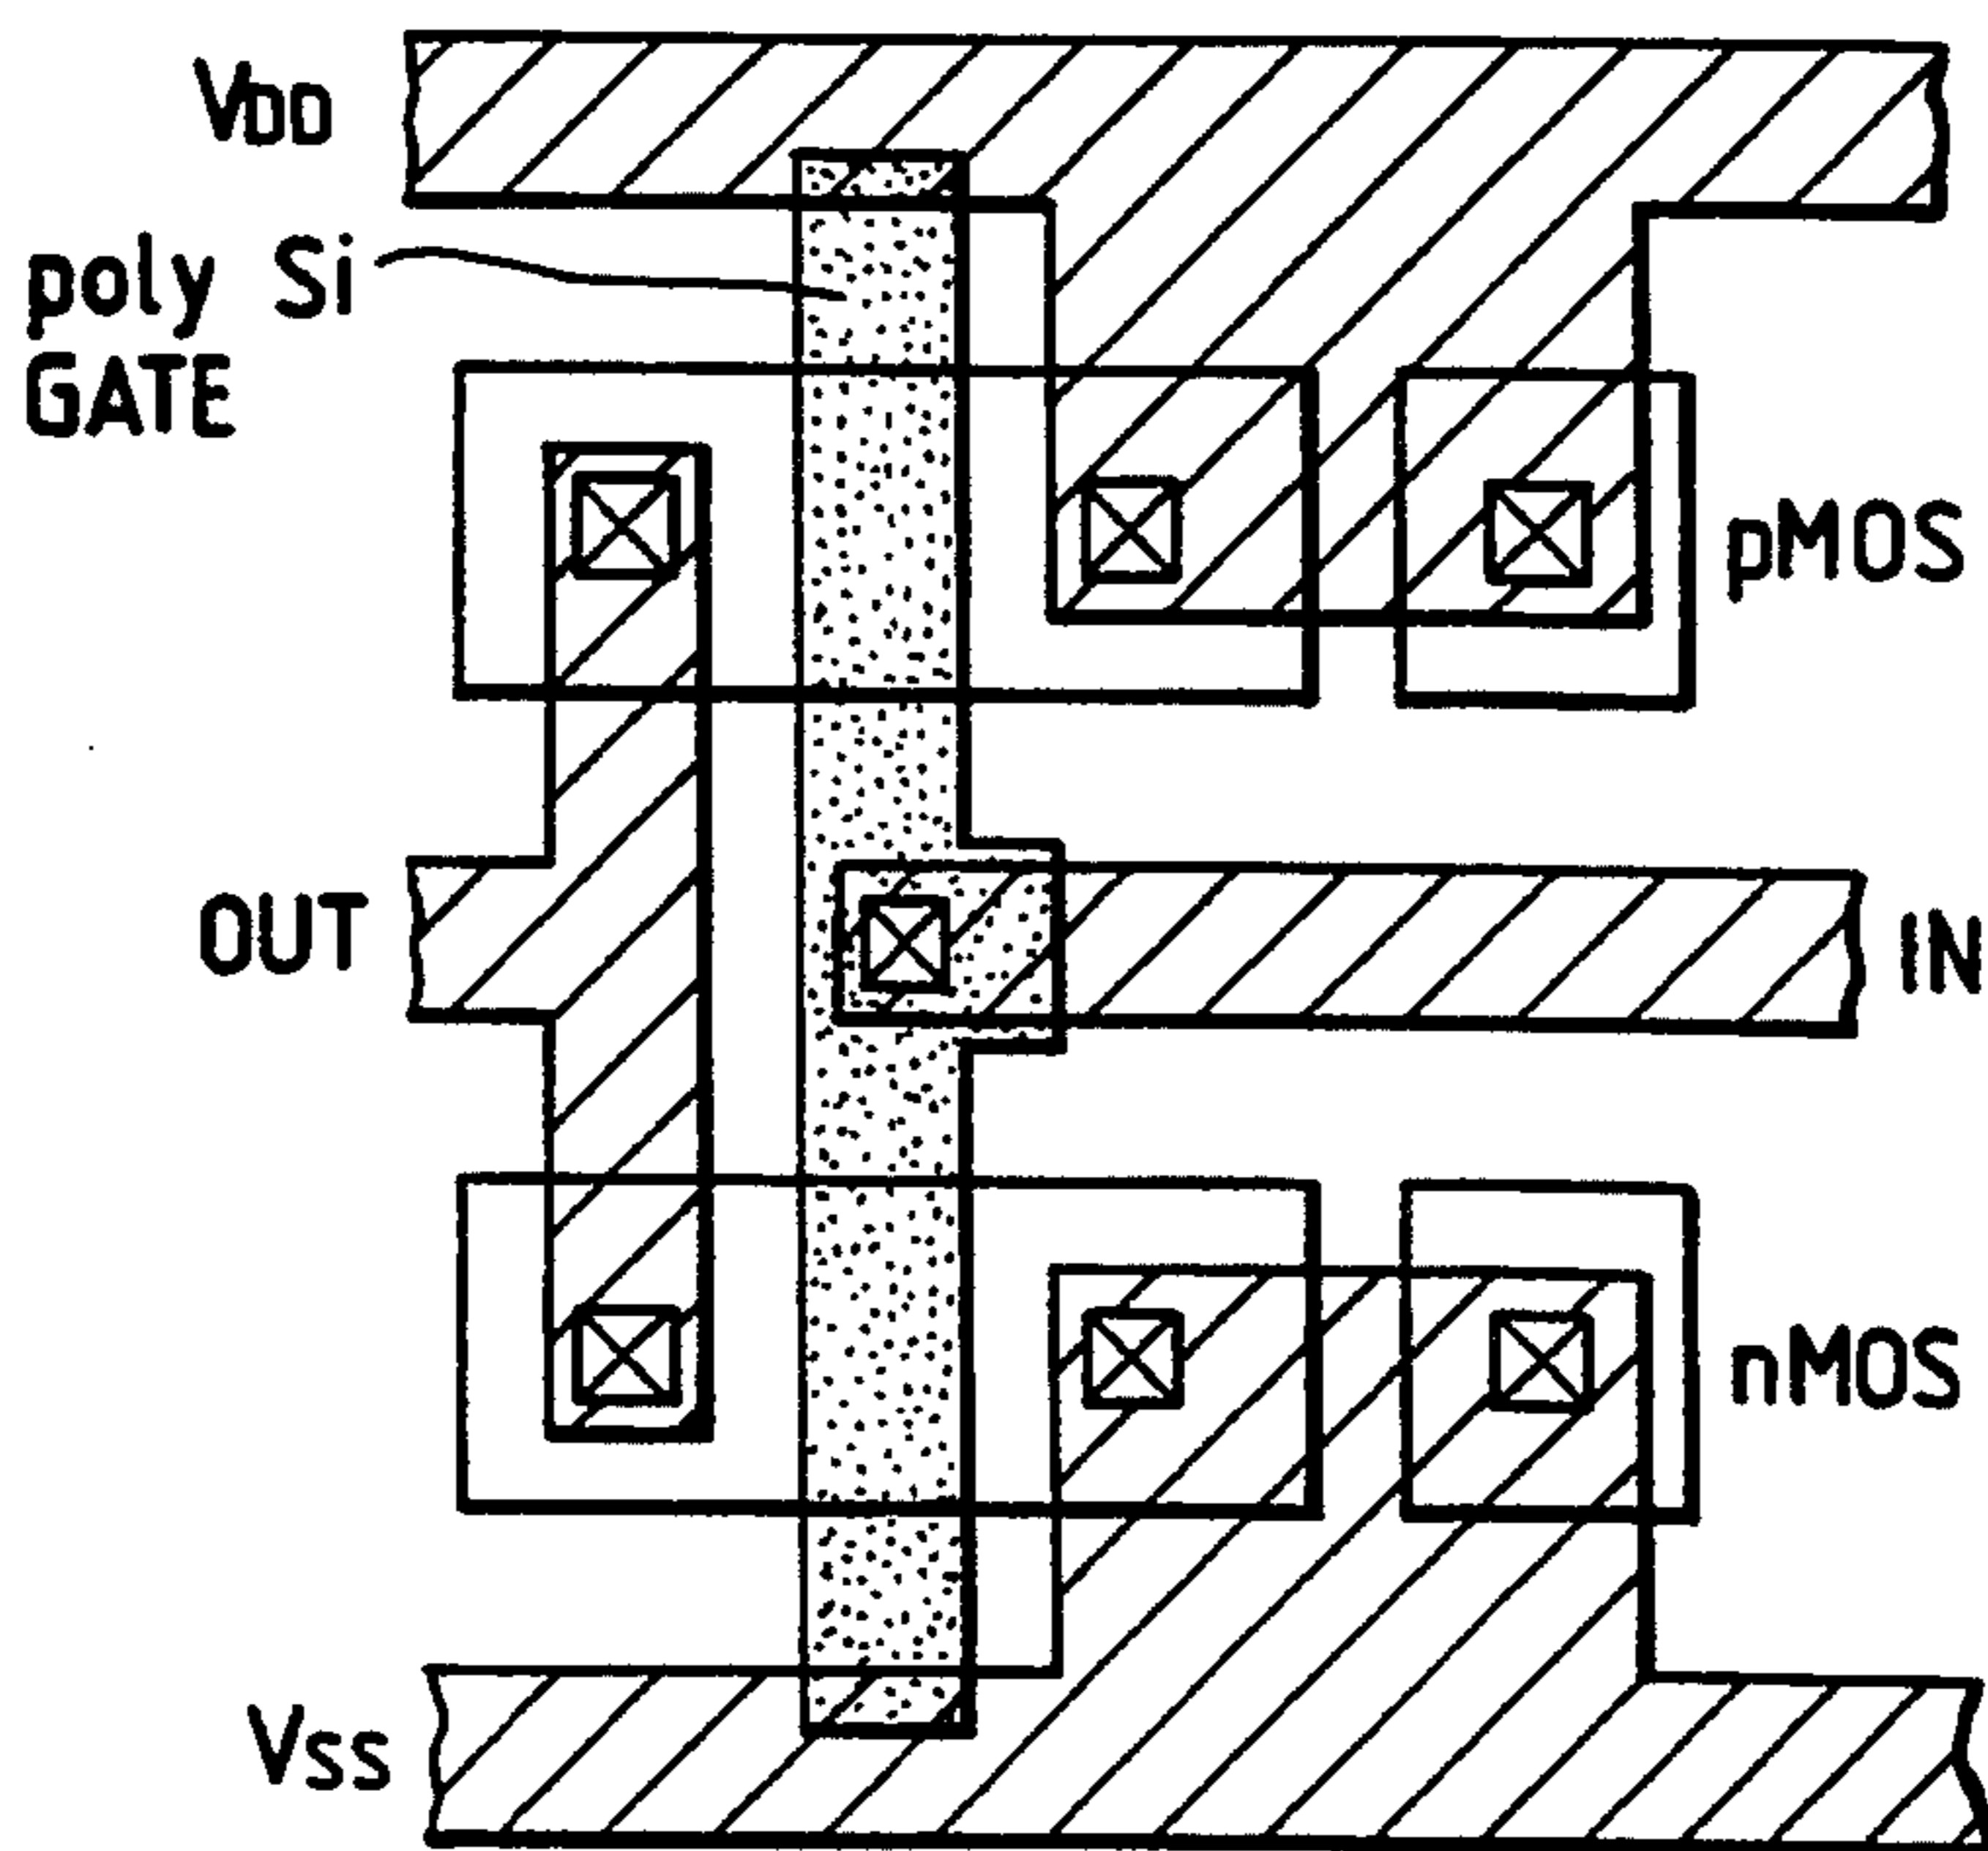 VDD
poly Si
GATE
pMOS
OUT
IN
nMOS
VSS